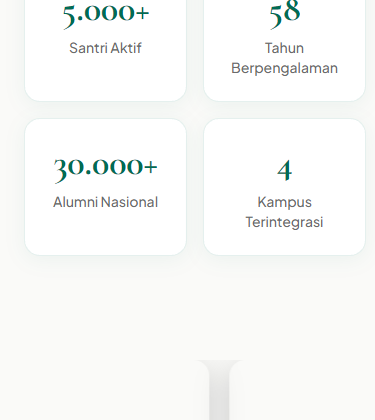 5.000+
58
Santri Aktif
Tahun
Berpengalaman
30.000+
4
Alumni Nasional
Kampus
Terintegrasi